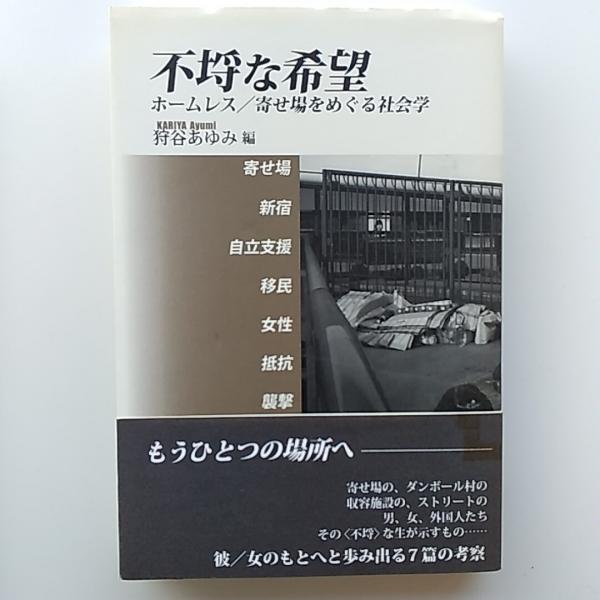 不埒な希望
ホームレス／寄せ場をめぐる社会学
KARIYA Ayumi
狩谷あゆみ 編
寄せ場
新宿
自立支援
移民
女性
抵抗
襲撃
もうひとつの場所へ――――
寄せ場の、ダンボール村の
収容施設の、ストリートの
男、女、外国人たち
その〈不埒〉な生が示すもの……
彼／女のもとへと歩み出る7篇の考察